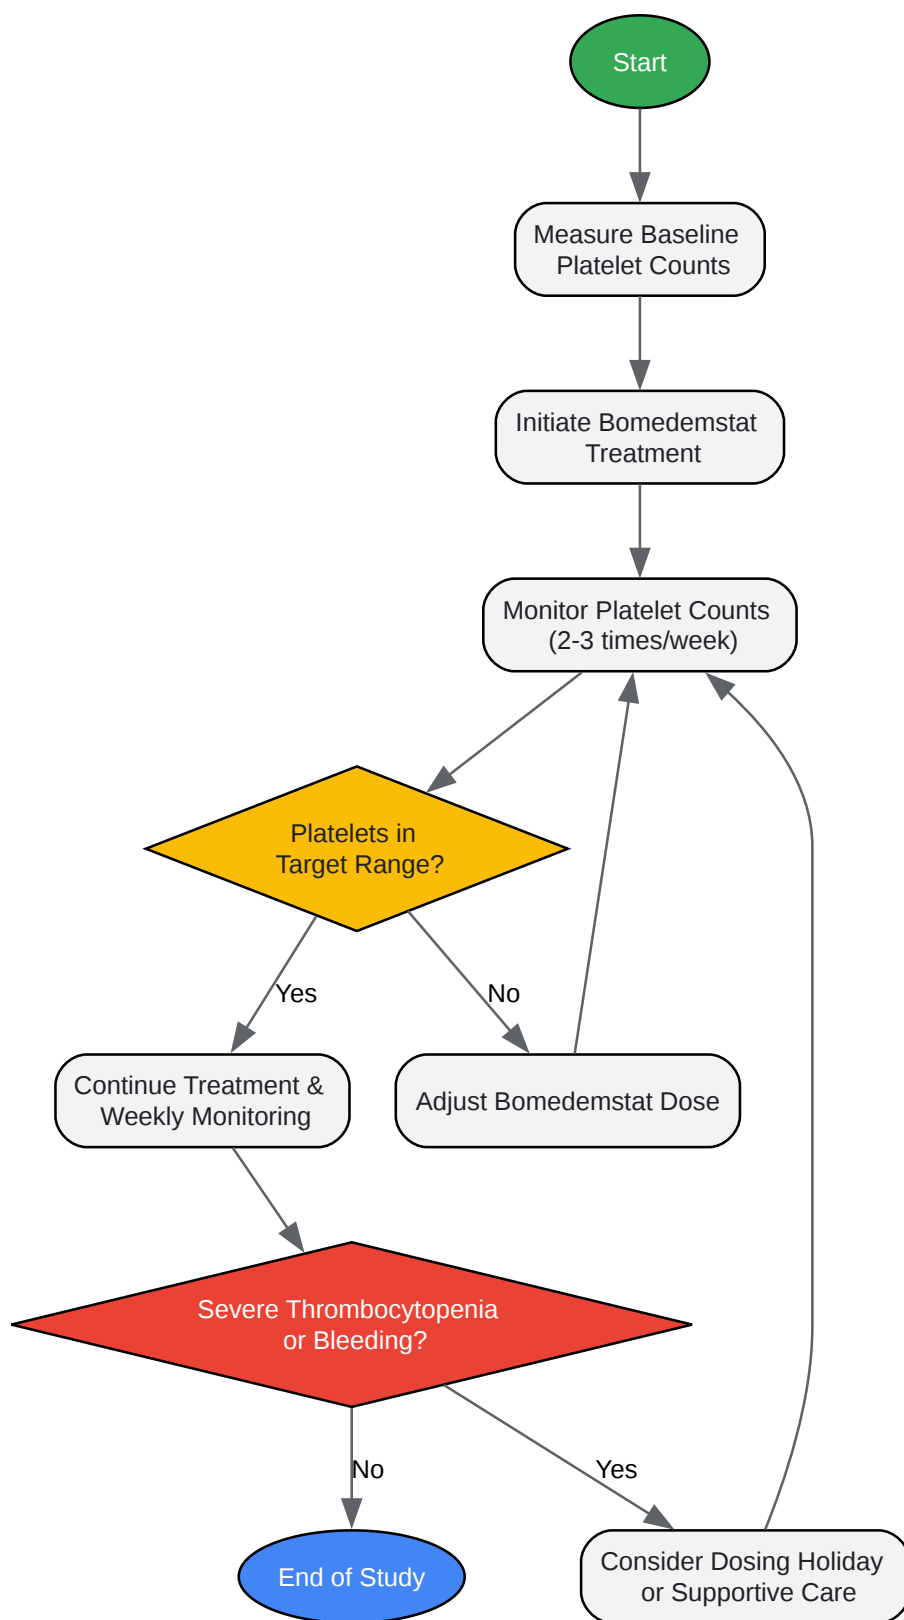 Start
Measure Baseline
Platelet Counts
Initiate Bomedemstat
Treatment
Monitor Platelet Counts
(2-3 times/week)
Platelets in
Target Range?
Yes
No
Continue Treatment &
Weekly Monitoring
Adjust Bomedemstat Dose
Severe Thrombocytopenia
or Bleeding?
No
Yes
End of Study
Consider Dosing Holiday
or Supportive Care